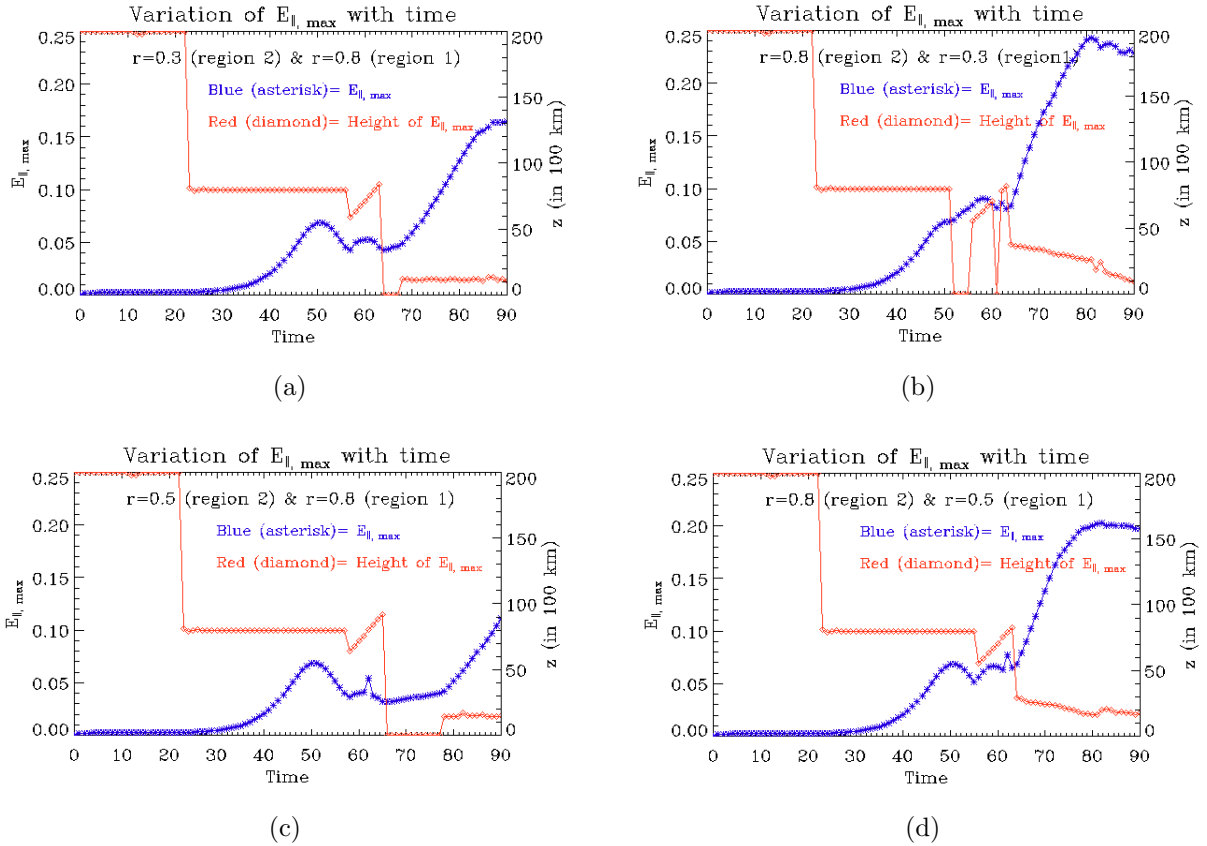 Variation of E∥, max with time
r=0.3 (region 2) & r=0.8 (region 1)
Blue (asterisk)= E∥, max
Red (diamond)= Height of E∥, max
E∥, max
0.25
0.20
0.15
0.10
0.05
0.00
200
150
100
50
0
z (in 100 km)
0 10 20 30 40 50 60 70 80 90
Time
(a)
Variation of E∥, max with time
r=0.8 (region 2) & r=0.3 (region 1)
Blue (asterisk)= E∥, max
Red (diamond)= Height of E∥, max
E∥, max
0.25
0.20
0.15
0.10
0.05
0.00
200
150
100
50
0
z (in 100 km)
0 10 20 30 40 50 60 70 80 90
Time
(b)
Variation of E∥, max with time
r=0.5 (region 2) & r=0.8 (region 1)
Blue (asterisk)= E∥, max
Red (diamond)= Height of E∥, max
E∥, max
0.25
0.20
0.15
0.10
0.05
0.00
200
150
100
50
0
z (in 100 km)
0 10 20 30 40 50 60 70 80 90
Time
(c)
Variation of E∥, max with time
r=0.8 (region 2) & r=0.5 (region 1)
Blue (asterisk)= E∥, max
Red (diamond)= Height of E∥, max
E∥, max
0.25
0.20
0.15
0.10
0.05
0.00
200
150
100
50
0
z (in 100 km)
0 10 20 30 40 50 60 70 80 90
Time
(d)